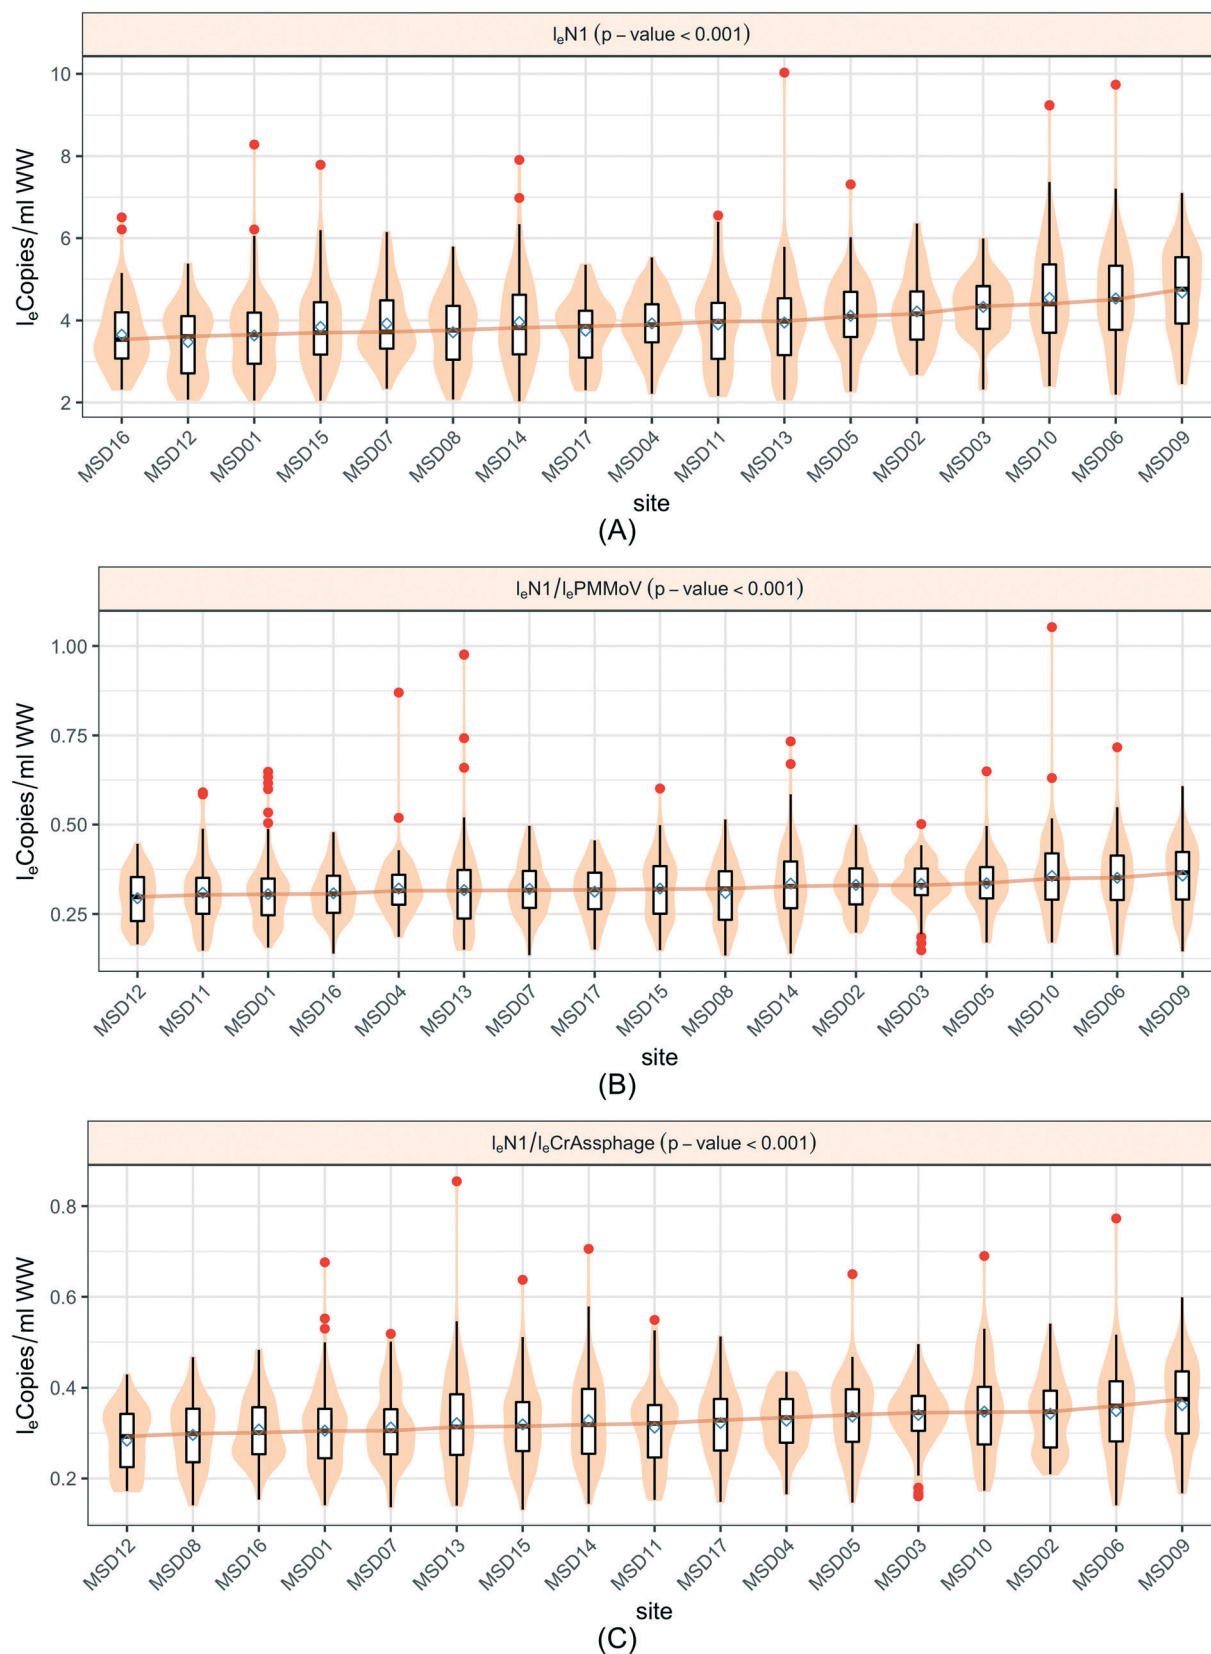 lₑN1 (p – value < 0.001)
lₑCopies/ml WW
10
8
6
4
2
MSD16 MSD12 MSD01 MSD15 MSD07 MSD08 MSD14 MSD17 MSD04 MSD11 MSD13 MSD05 MSD02 MSD03 MSD10 MSD06 MSD09
site
(A)
lₑN1/lₑPMMoV (p – value < 0.001)
lₑCopies/ml WW
1.00
0.75
0.50
0.25
MSD12 MSD11 MSD01 MSD16 MSD04 MSD13 MSD07 MSD17 MSD15 MSD08 MSD14 MSD02 MSD03 MSD05 MSD10 MSD06 MSD09
site
(B)
lₑN1/lₑCrAssphage (p – value < 0.001)
lₑCopies/ml WW
0.8
0.6
0.4
0.2
MSD12 MSD08 MSD16 MSD01 MSD07 MSD13 MSD15 MSD14 MSD11 MSD17 MSD04 MSD05 MSD03 MSD10 MSD02 MSD06 MSD09
site
(C)